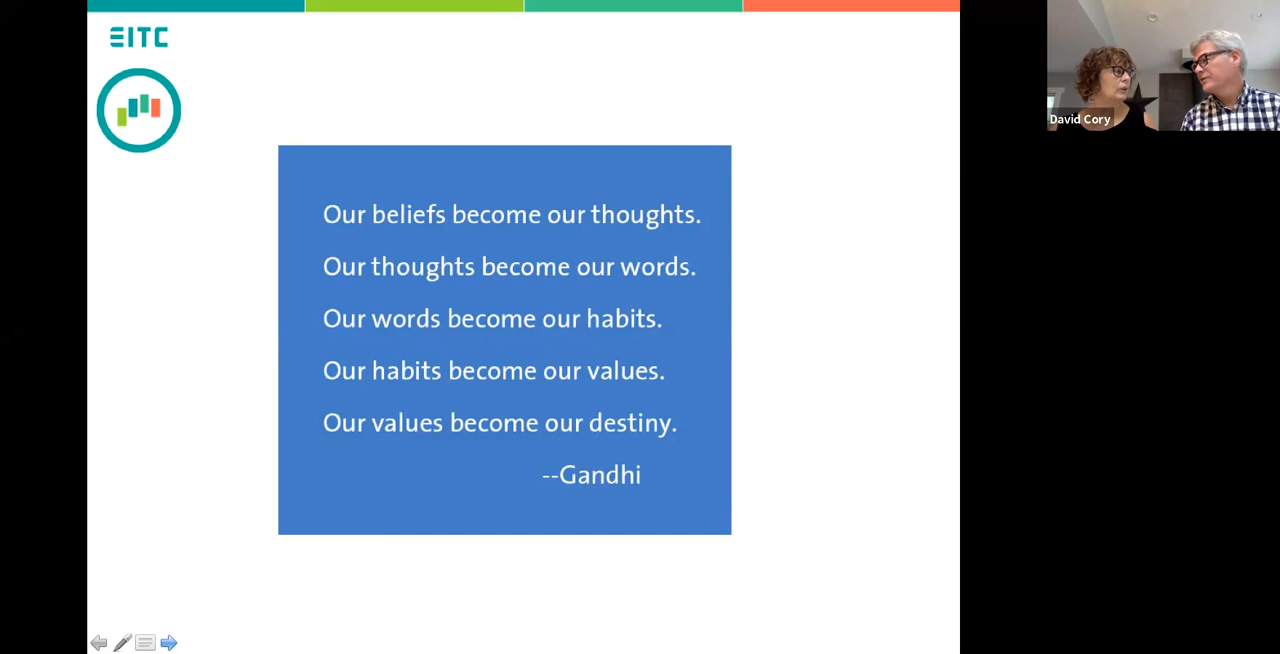 EITC
David Cory
Our beliefs become our thoughts.
Our thoughts become our words.
Our words become our habits.
Our habits become our values.
Our values become our destiny.
--Gandhi